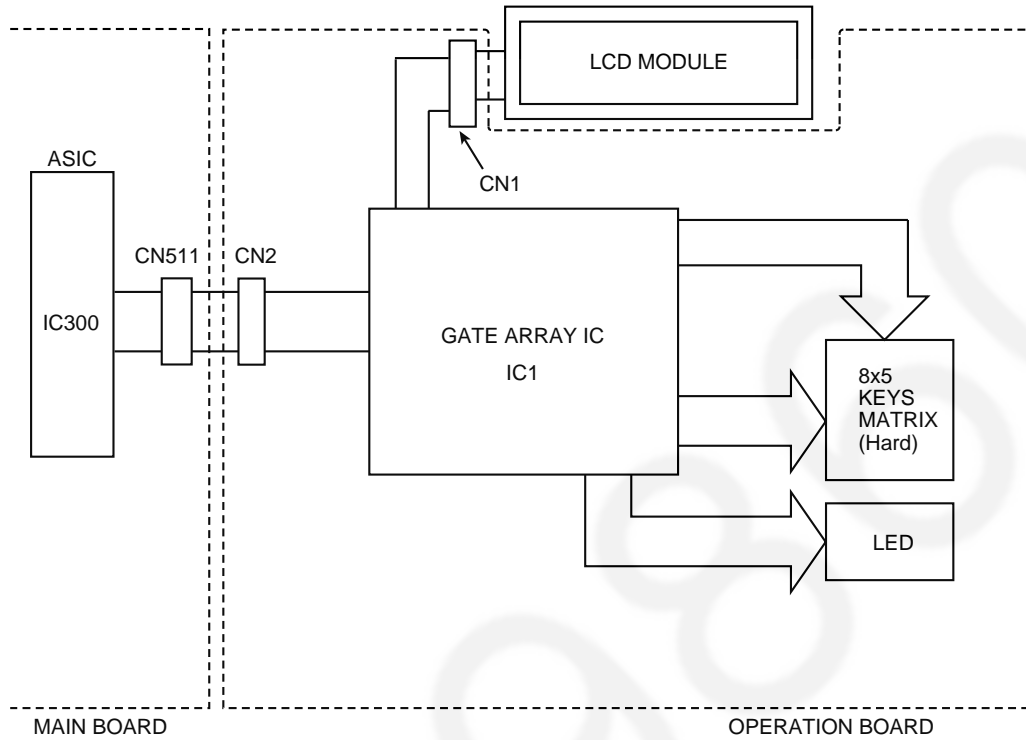 LCD MODULE
ASIC
CN1
CN511
CN2
IC300
GATE ARRAY IC
IC1
8x5
KEYS
MATRIX
(Hard)
LED
MAIN BOARD
OPERATION BOARD